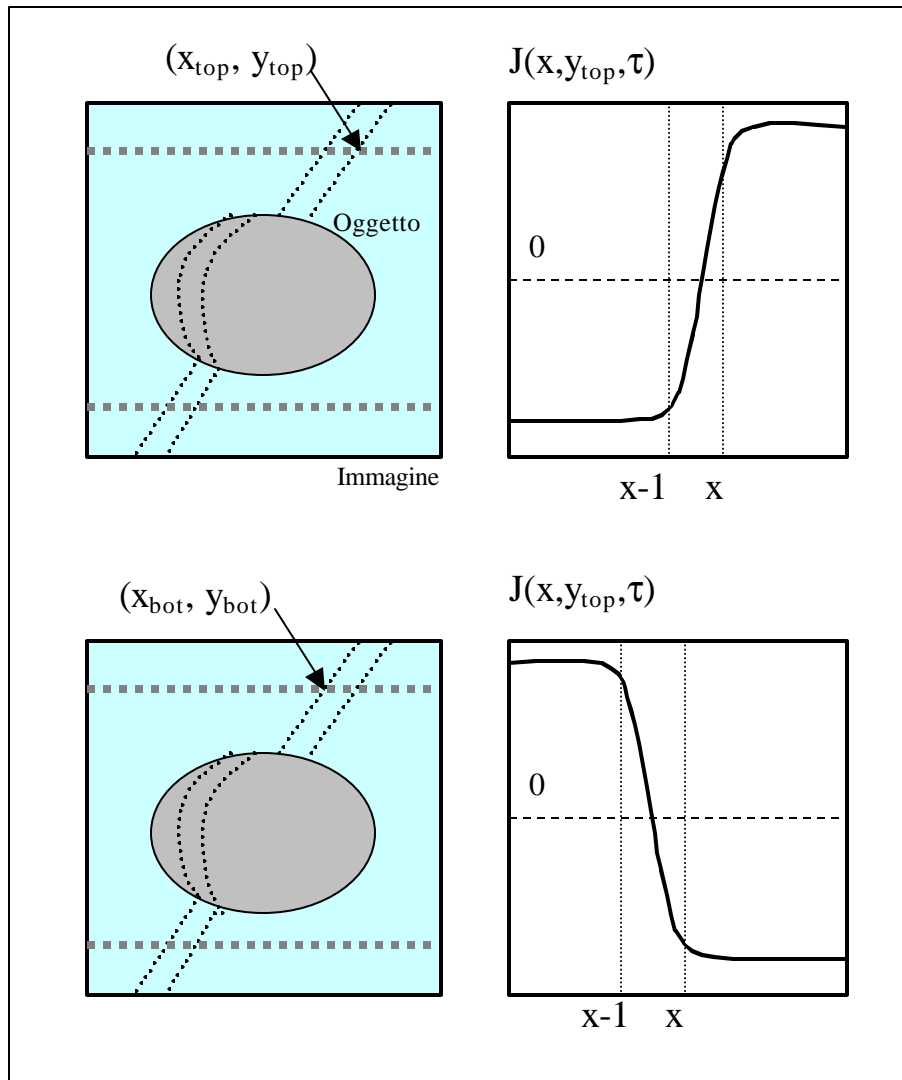 (x_top, y_top)
J(x,y_top,τ)
Oggetto
0
Immagine
x-1 x
(x_bot, y_bot)
J(x,y_top,τ)
0
x-1 x